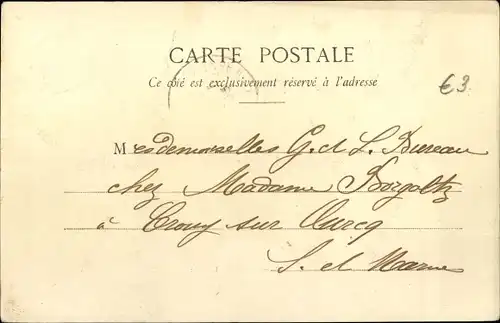 CARTE POSTALE
Ce côté est exclusivement réservé à l'adresse
€3
Mesdemoiselles G. et L. Bureau
chez Madame Borgoltz
à Crouy sur Ourcq
S. et Marne